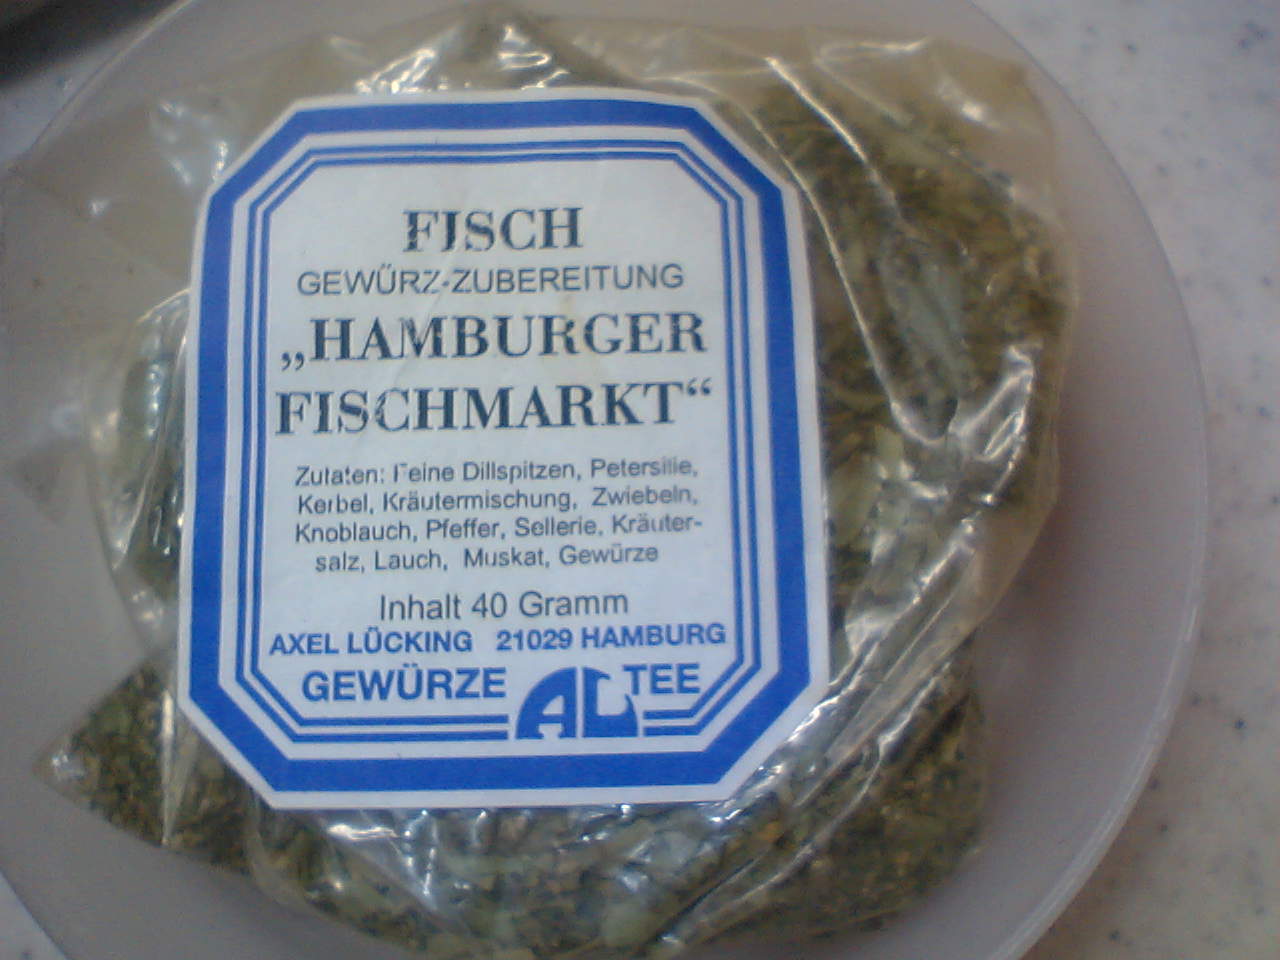 FISCH
GEWÜRZ-ZUBEREITUNG
„HAMBURGER
FISCHMARKT“
Zutaten: Feine Dillspitzen, Petersilie,
Kerbel, Kräutermischung, Zwiebeln,
Knoblauch, Pfeffer, Sellerie, Kräuter-
salz, Lauch, Muskat, Gewürze
Inhalt 40 Gramm
AXEL LÜCKING 21029 HAMBURG
GEWÜRZE AL TEE